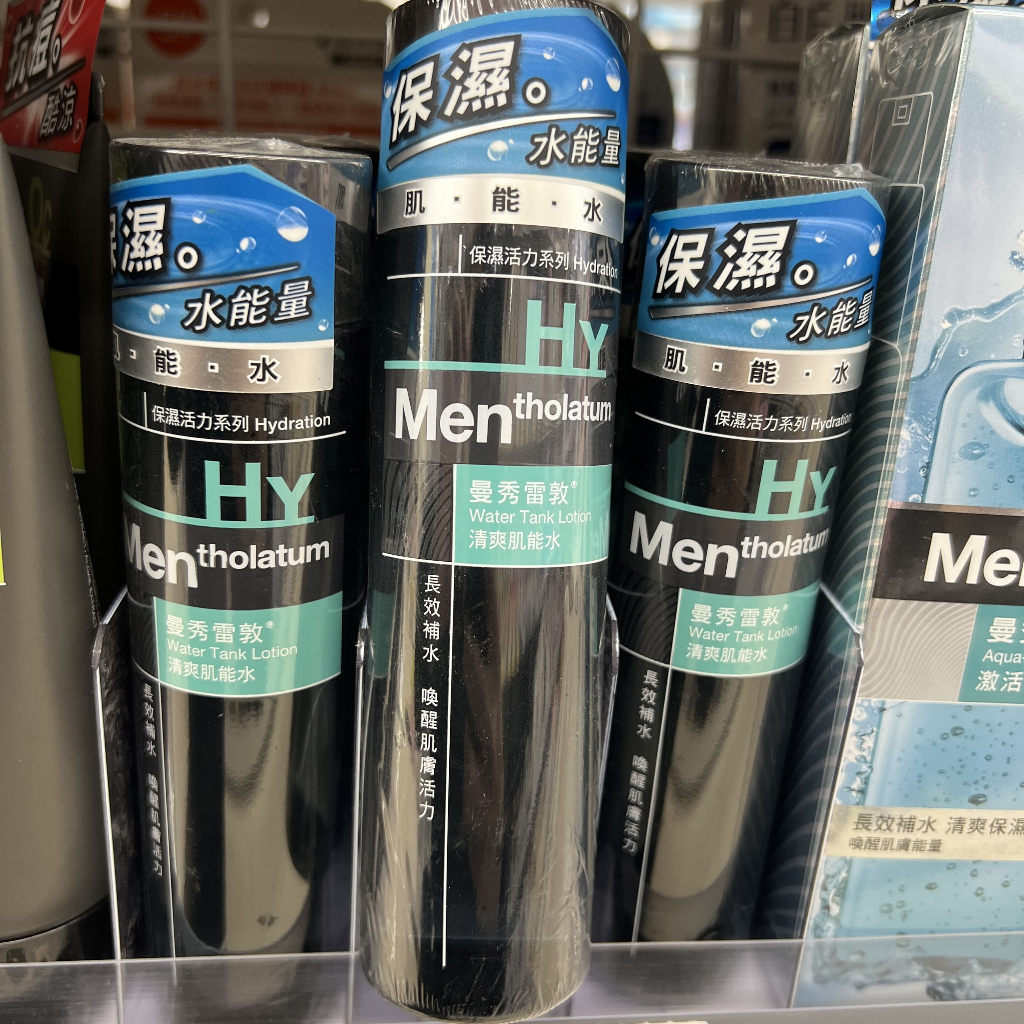 抗痘。
酷涼
保濕。
水能量
肌・能・水
保濕活力系列 Hydration
HY
Mentholatum
曼秀雷敦®
Water Tank Lotion
清爽肌能水
長效補水 喚醒肌膚活力
保濕。
水能量
肌・能・水
保濕活力系列 Hydration
HY
Mentholatum
曼秀雷敦®
Water Tank Lotion
清爽肌能水
長效補水 喚醒肌膚活力
保濕。
水能量
肌・能・水
保濕活力系列 Hydration
HY
Mentholatum
曼秀雷敦®
Water Tank Lotion
清爽肌能水
長效補水 喚醒肌膚活力
Me
曼
Aqua-
激活
長效補水 清爽保濕
喚醒肌膚能量